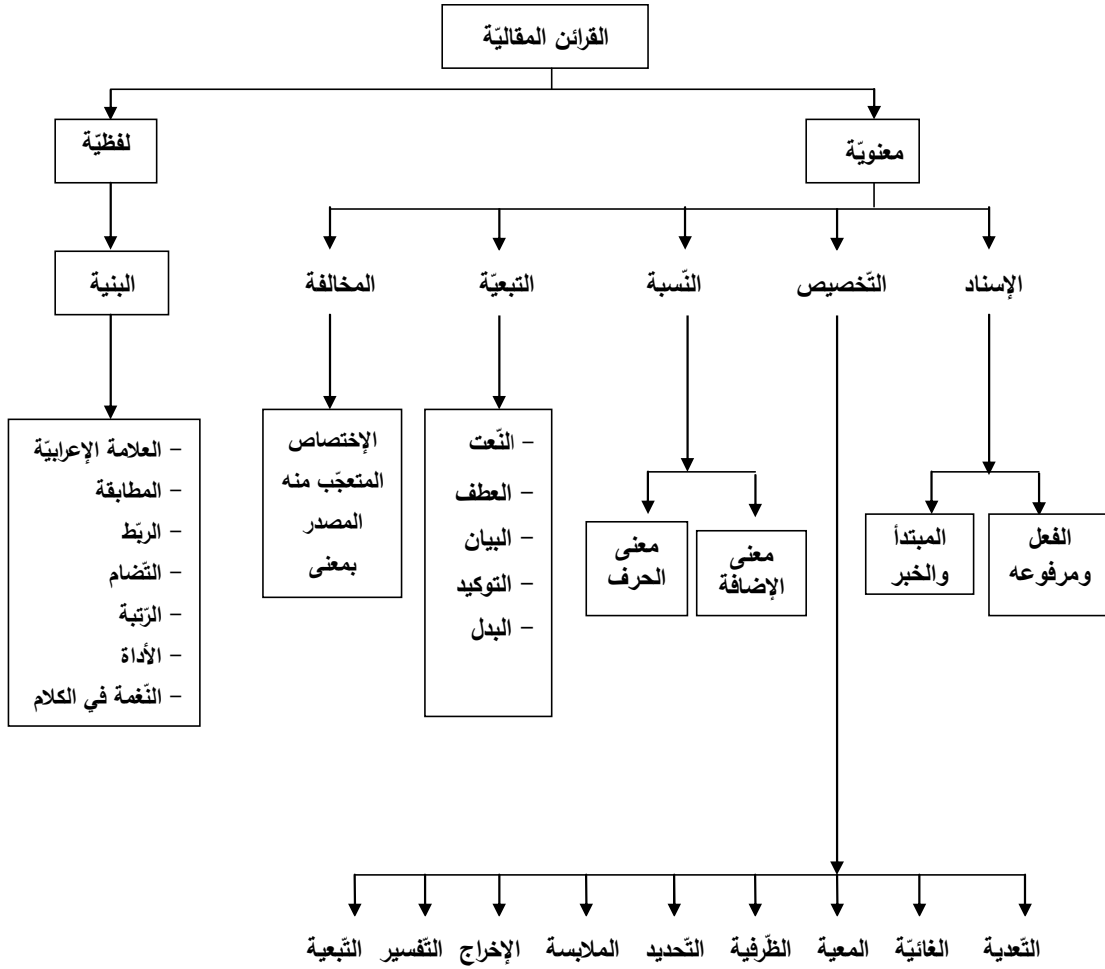 القرائن المقاليّة
معنويّة
لفظيّة
الإسناد
التّخصيص
النّسبة
التبعيّة
المخالفة
البنية
الفعل
ومرفوعه
المبتدأ
والخبر
معنى
الإضافة
معنى
الحرف
– النّعت
– العطف
– البيان
– التوكيد
– البدل
الإختصاص
المتعجّب منه
المصدر
بمعنى
– العلامة الإعرابيّة
– المطابقة
– الربّط
– التّضام
– الرّتبة
– الأداة
– النّغمة في الكلام
التّعدية
الغائيّة
المعية
الظّرفية
التّحديد
الملابسة
الإخراج
التّفسير
التّبعية